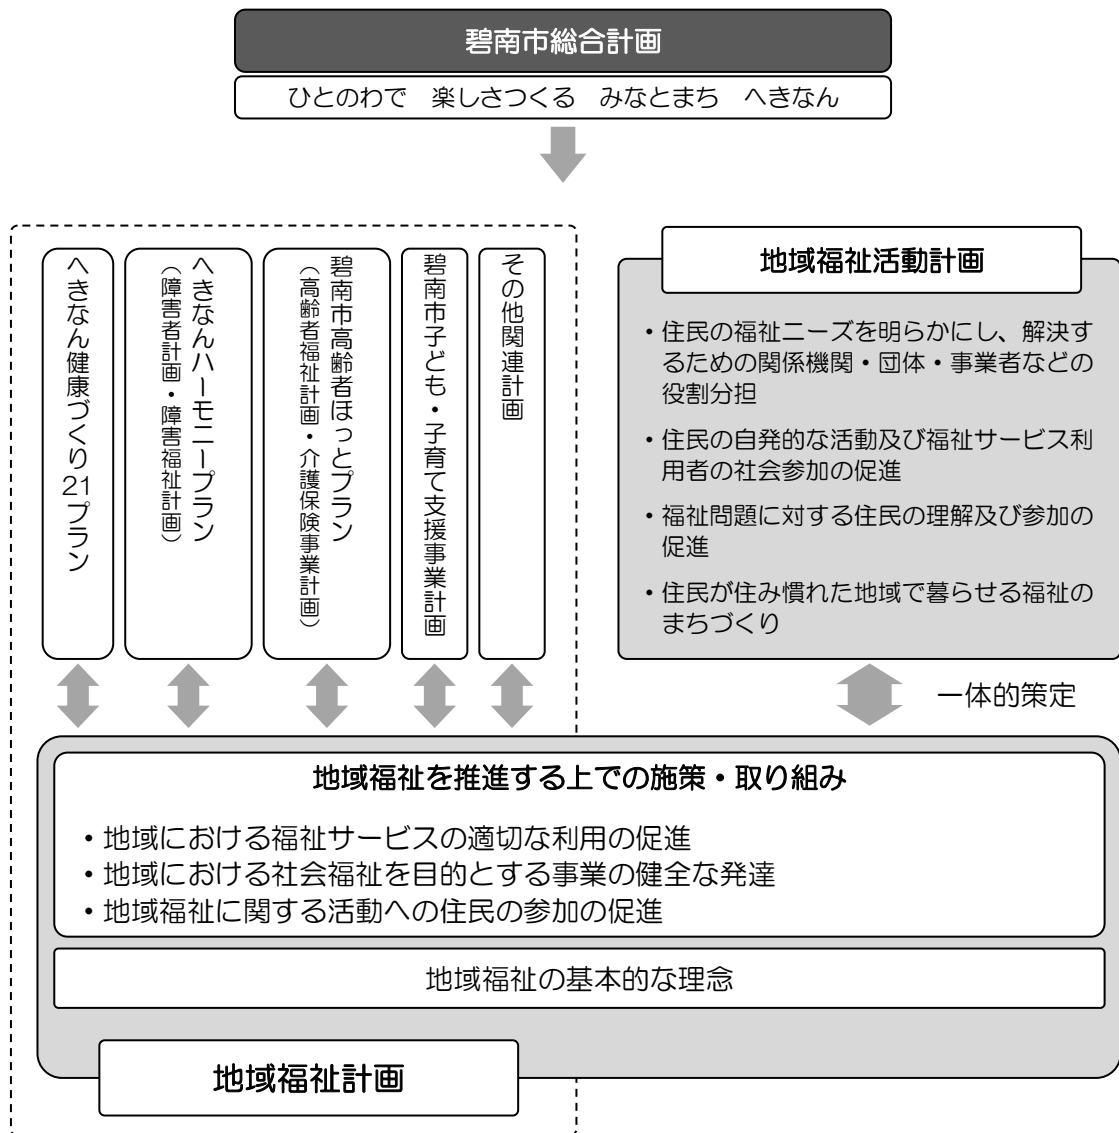 碧南市総合計画
ひとのわで 楽しさつくる みなとまち へきなん
へきなん健康づくり21プラン
へきなんハーモニープラン
（障害者計画・障害福祉計画）
碧南市高齢者ほっとプラン
（高齢者福祉計画・介護保険事業計画）
碧南市子ども・子育て支援事業計画
その他関連計画
地域福祉活動計画
・住民の福祉ニーズを明らかにし、解決す
るための関係機関・団体・事業者などの
役割分担
・住民の自発的な活動及び福祉サービス利
用者の社会参加の促進
・福祉問題に対する住民の理解及び参加の
促進
・住民が住み慣れた地域で暮らせる福祉の
まちづくり
一体的策定
地域福祉を推進する上での施策・取り組み
・地域における福祉サービスの適切な利用の促進
・地域における社会福祉を目的とする事業の健全な発達
・地域福祉に関する活動への住民の参加の促進
地域福祉の基本的な理念
地域福祉計画